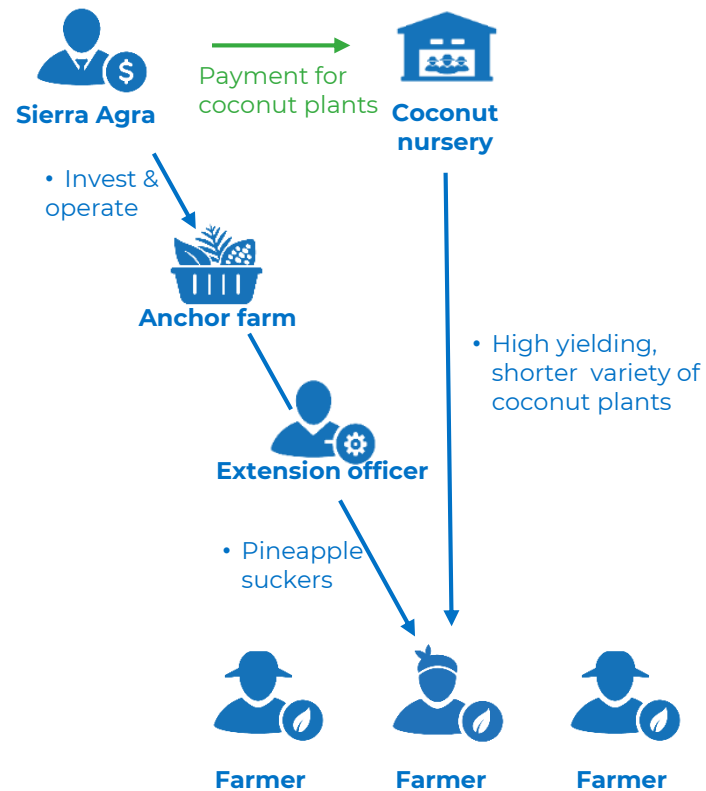 Sierra Agra
$
Payment for
coconut plants
Coconut
nursery
• Invest &
operate
Anchor farm
• High yielding,
shorter variety of
coconut plants
Extension officer
• Pineapple
suckers
Farmer
Farmer
Farmer